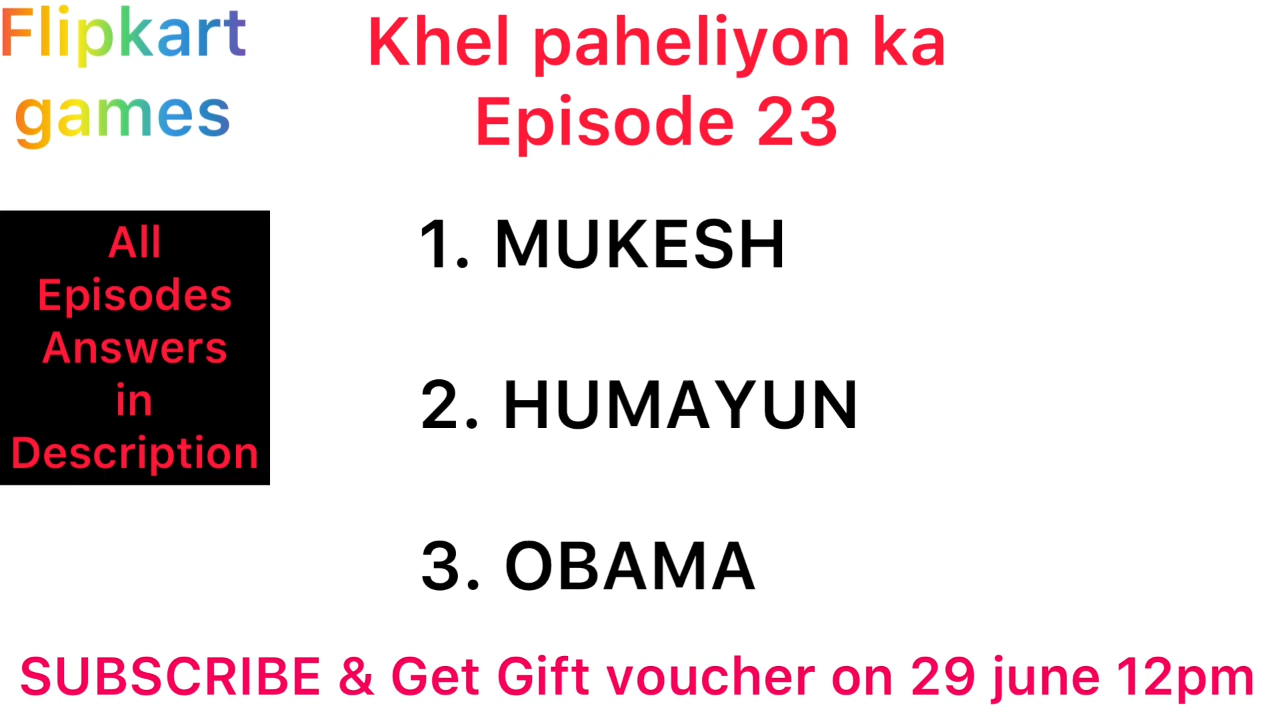 Flipkart
games
Khel paheliyon ka
Episode 23
All
Episodes
Answers
in
Description
1. MUKESH
2. HUMAYUN
3. OBAMA
SUBSCRIBE & Get Gift voucher on 29 june 12pm